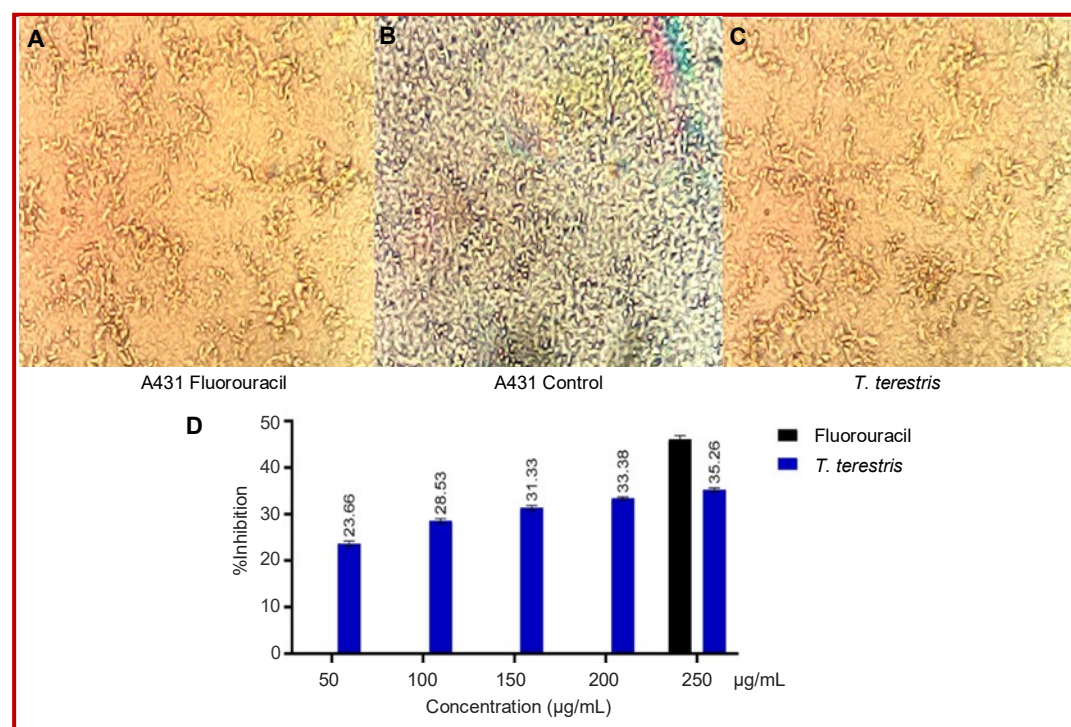 A
B
C
A431 Fluorouracil
A431 Control
T. terestris
D
50
40
30
20
10
0
%Inhibition
23.66
28.53
31.33
33.38
35.26
Fluorouracil
T. terestris
50
100
150
200
250
µg/mL
Concentration (µg/mL)